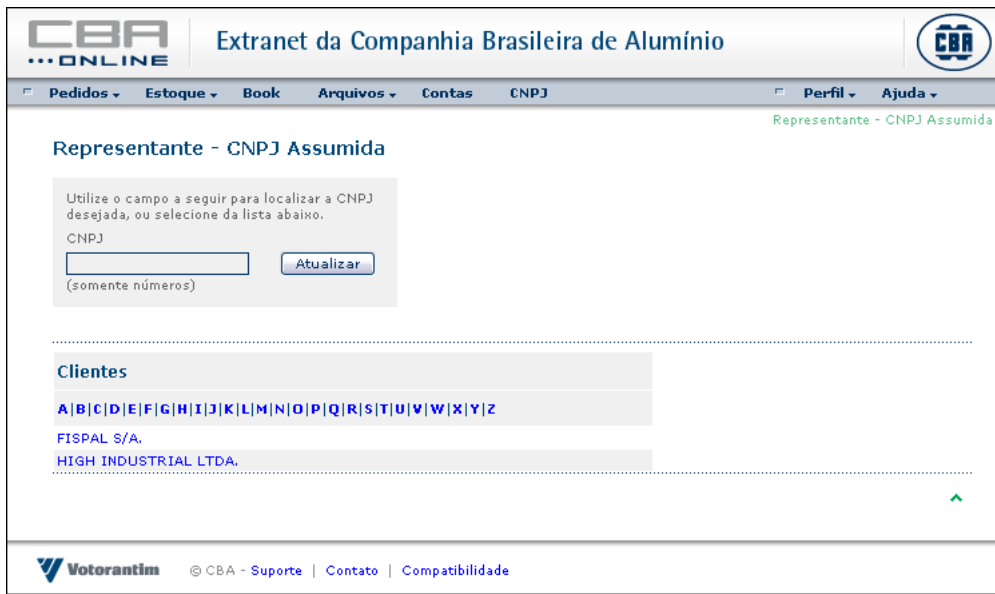 CBA
...ONLINE
Extranet da Companhia Brasileira de Alumínio
CBA
Pedidos Estoque Book Arquivos Contas CNPJ Perfil Ajuda
Representante - CNPJ Assumida
Representante - CNPJ Assumida
Utilize o campo a seguir para localizar a CNPJ
desejada, ou selecione da lista abaixo.
CNPJ
Atualizar
(somente números)
Clientes
A|B|C|D|E|F|G|H|I|J|K|L|M|N|O|P|Q|R|S|T|U|V|W|X|Y|Z
FISPAL S/A.
HIGH INDUSTRIAL LTDA.
Votorantim © CBA - Suporte | Contato | Compatibilidade